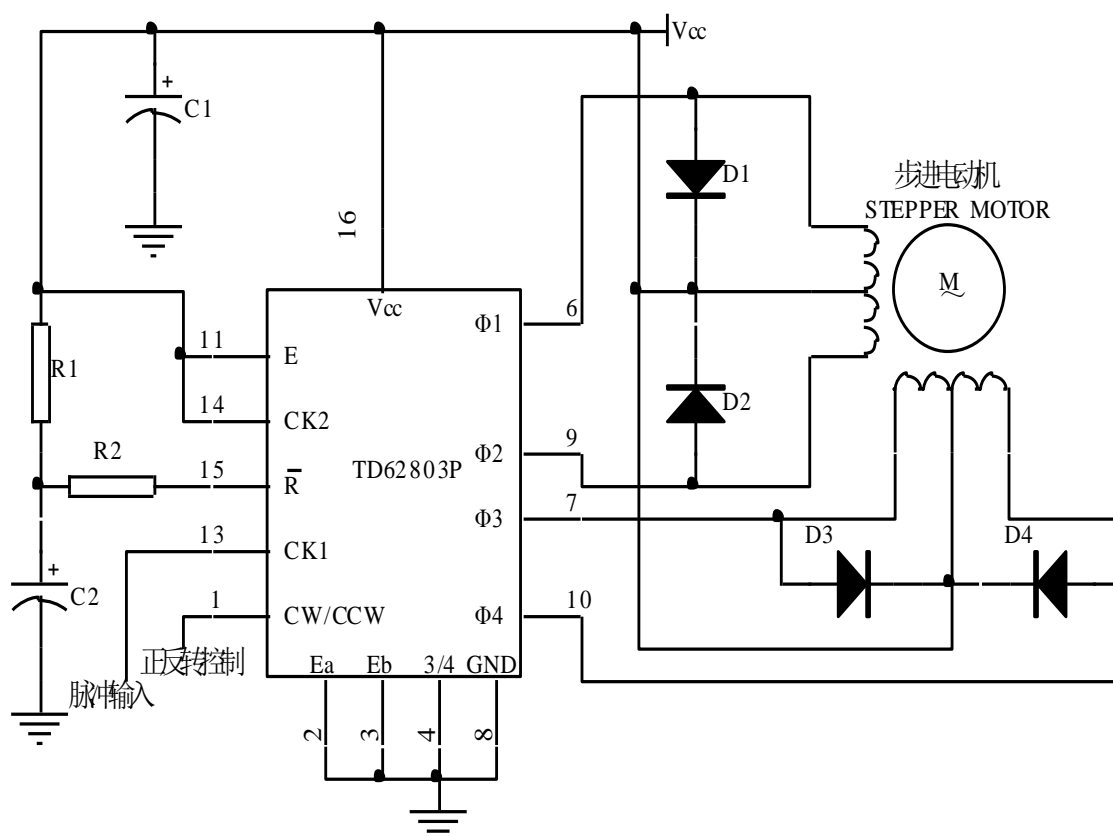 Vcc
+
C1
16
步进电动机
STEPPER MOTOR
M
~
D1
D2
Vcc
Φ1
6
11
E
R1
14
CK2
R2
15
R̅
TD62803P
Φ2
9
Φ3
7
13
CK1
D3
D4
+
C2
1
CW/CCW
Φ4
10
正反转控制
脉冲输入
Ea
Eb
3/4
GND
2
3
4
8